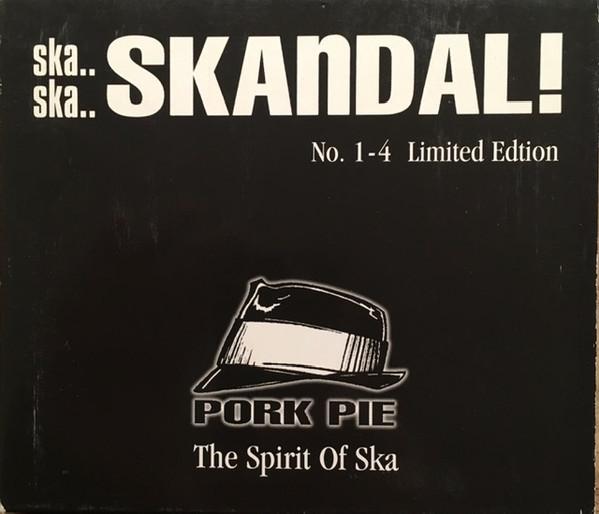 ska..
ska.. SKAnDAL!
No. 1-4 Limited Edtion
PORK PIE
The Spirit Of Ska